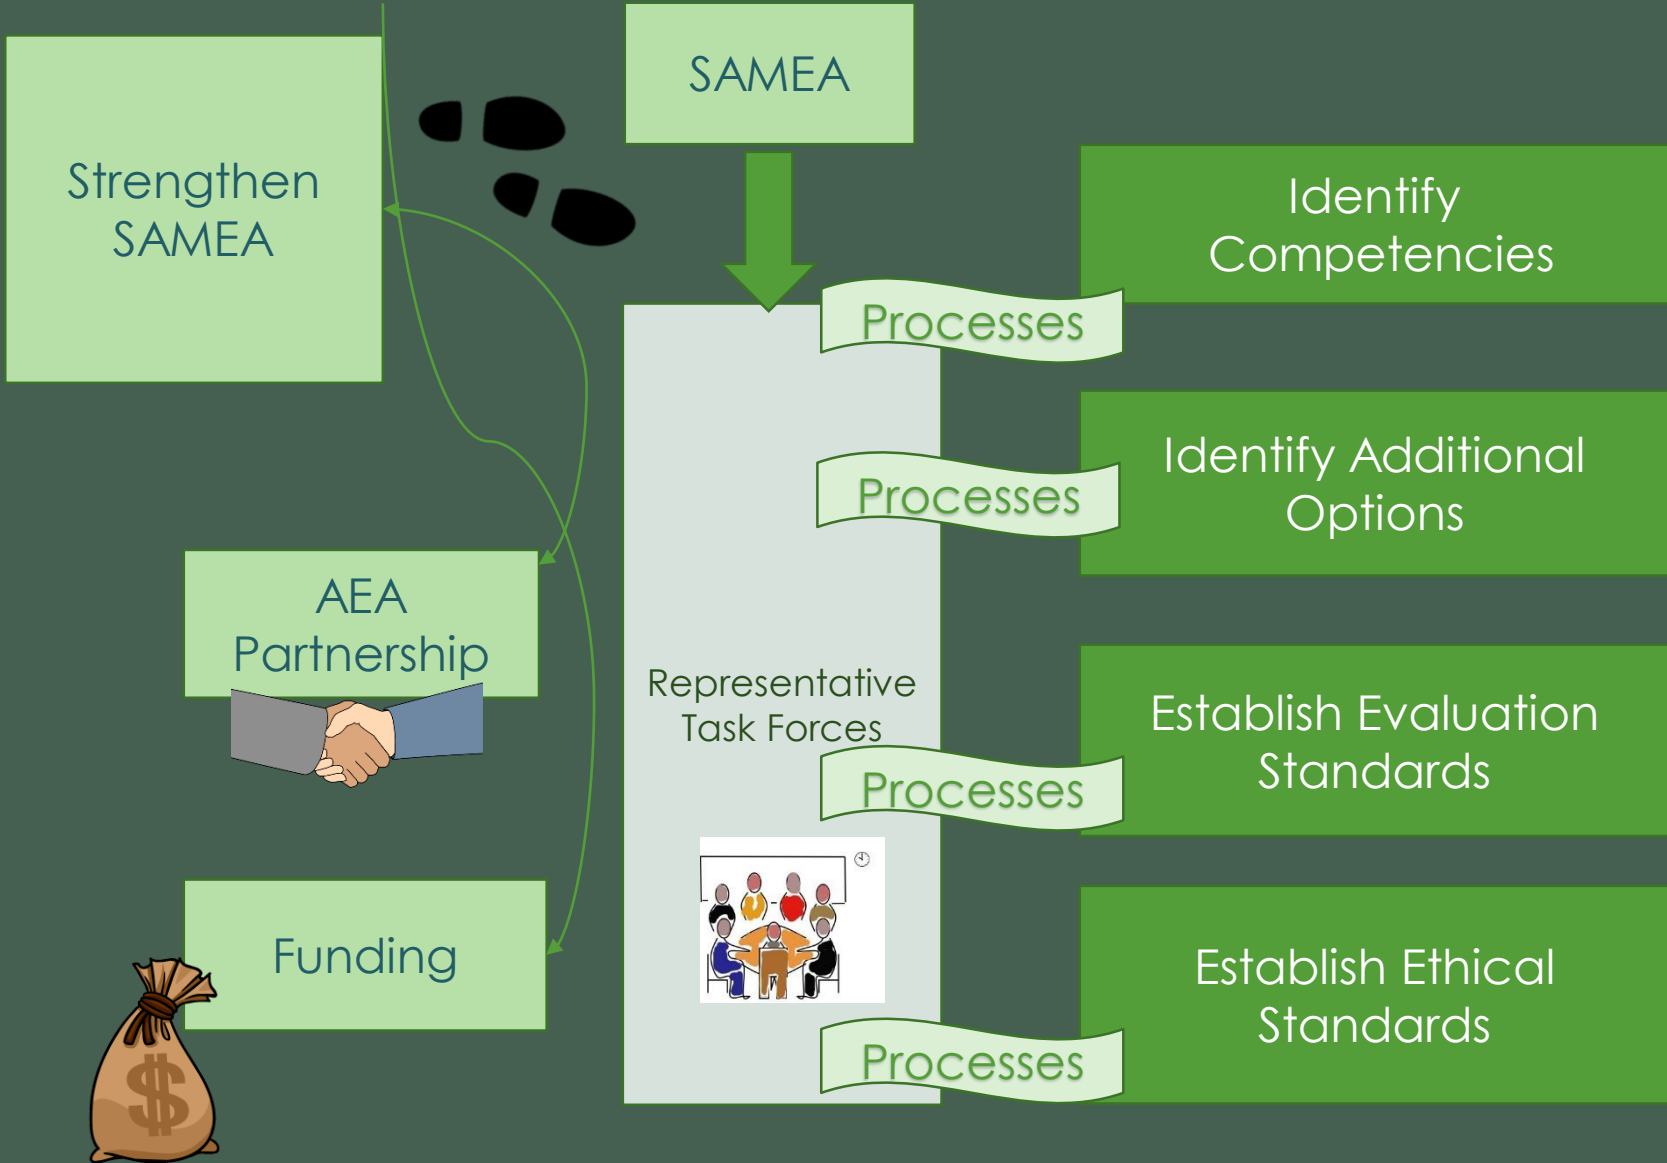 Strengthen
SAMEA
AEA
Partnership
Funding
$
SAMEA
Representative
Task Forces
Processes
Identify
Competencies
Processes
Identify Additional
Options
Processes
Establish Evaluation
Standards
Processes
Establish Ethical
Standards